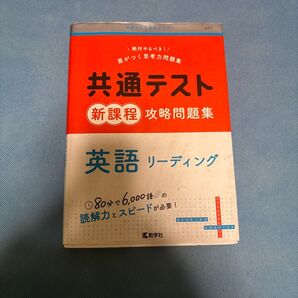 絶対やるべき!
差がつく思考力問題集
共通テスト
新課程 攻略問題集
英語 リーディング
80分で6,000語の
読解力とスピードが必要!
教学社